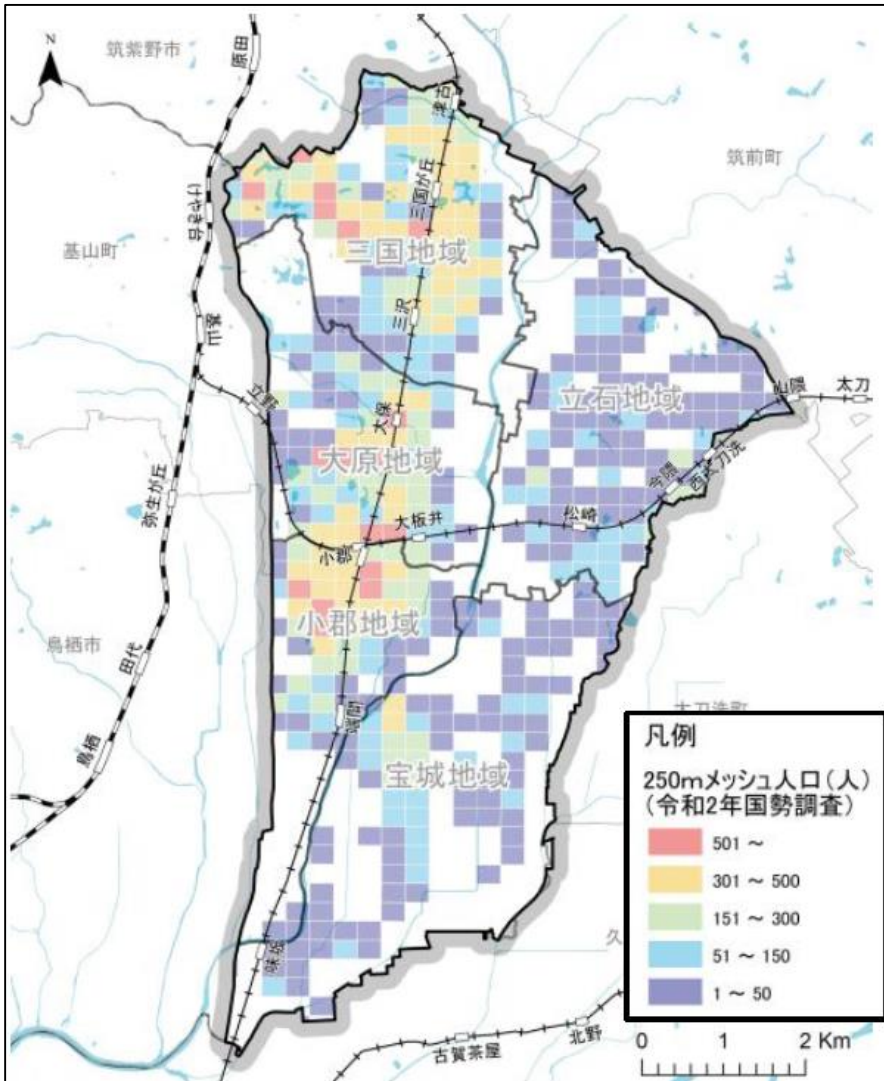 N
筑紫野市
原田
津古
筑前町
三国が丘
けやき台
基山町
三国地域
三沢
基山
立野
大保
立石地域
山隈
太刀
大原地域
西太刀洗
今隈
弥生が丘
大板井
松崎
小郡
小郡地域
鳥栖市
田代
端間
鳥栖
宝城地域
味坂
古賀茶屋
北野
凡例
250mメッシュ人口(人)
(令和2年国勢調査)
501 ~
301 ~ 500
151 ~ 300
51 ~ 150
1 ~ 50
0 1 2 Km